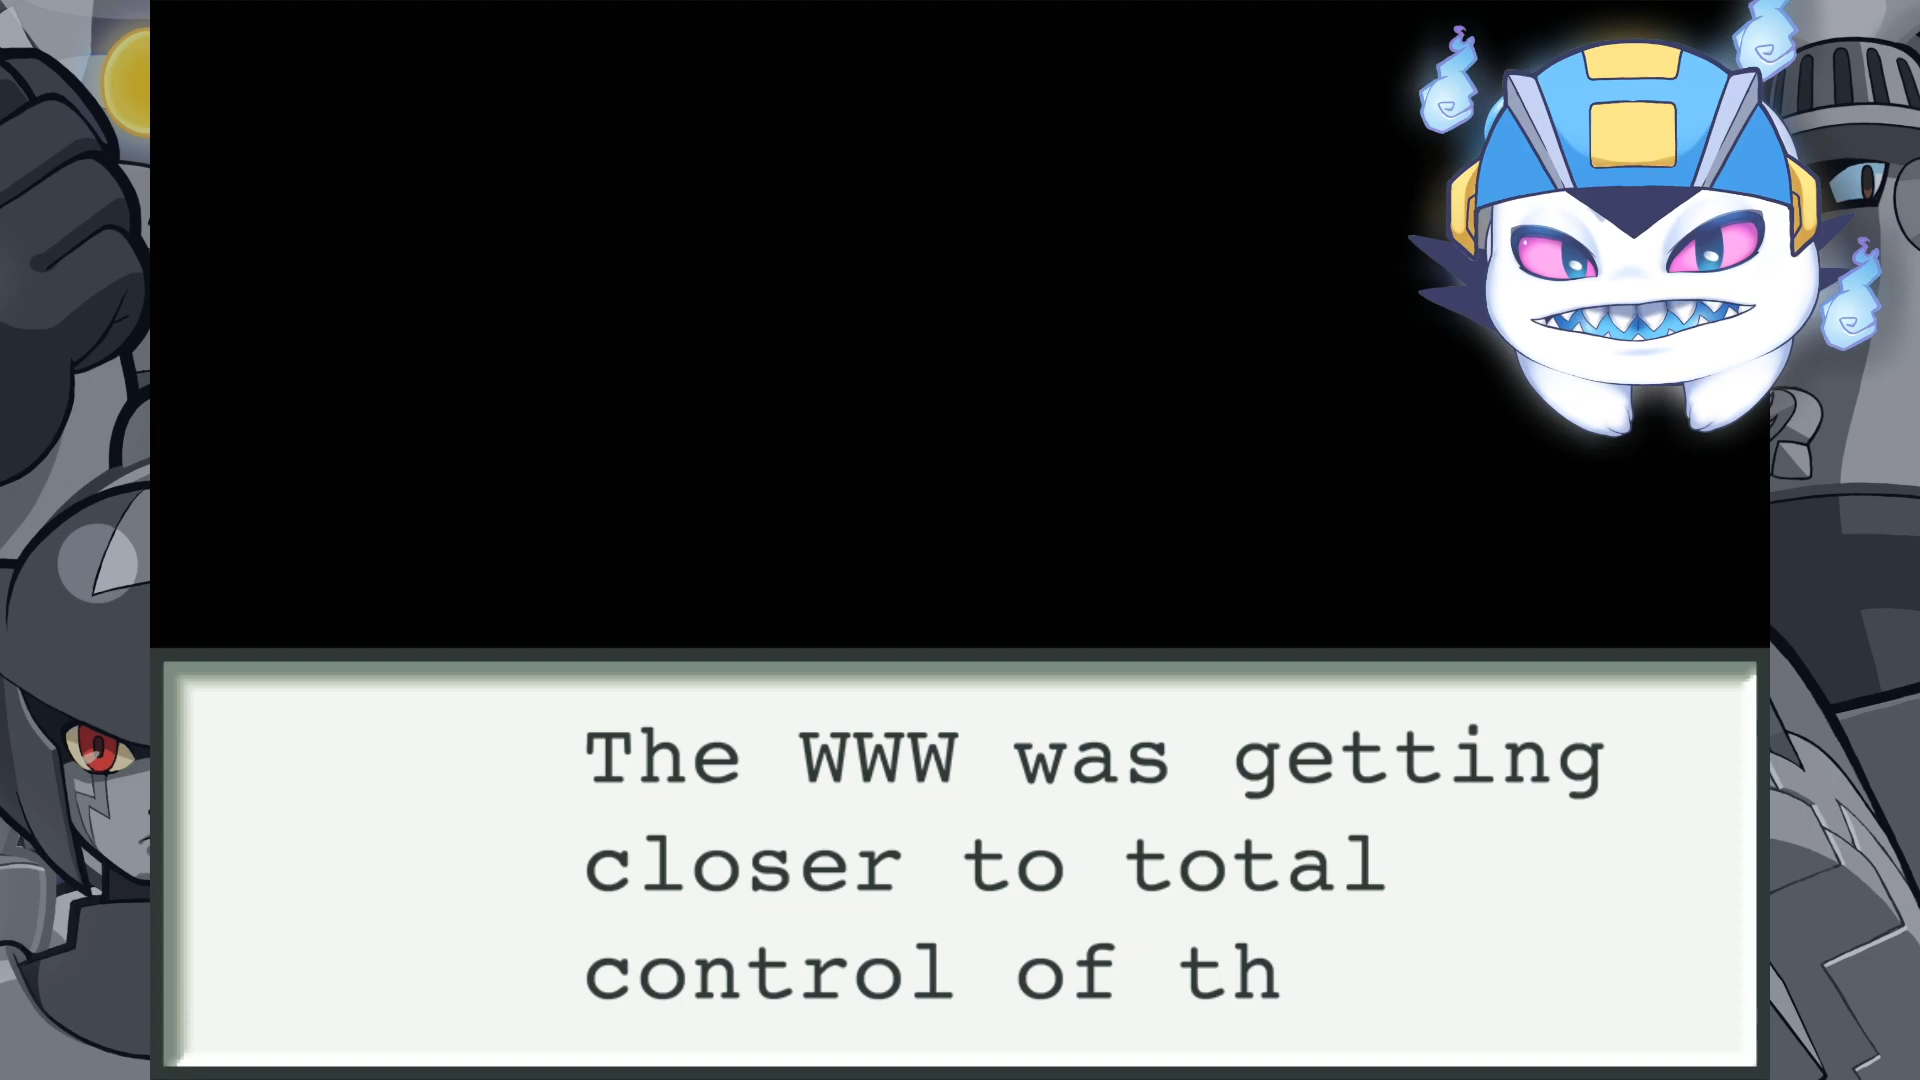 The WWW was getting
closer to total
control of th